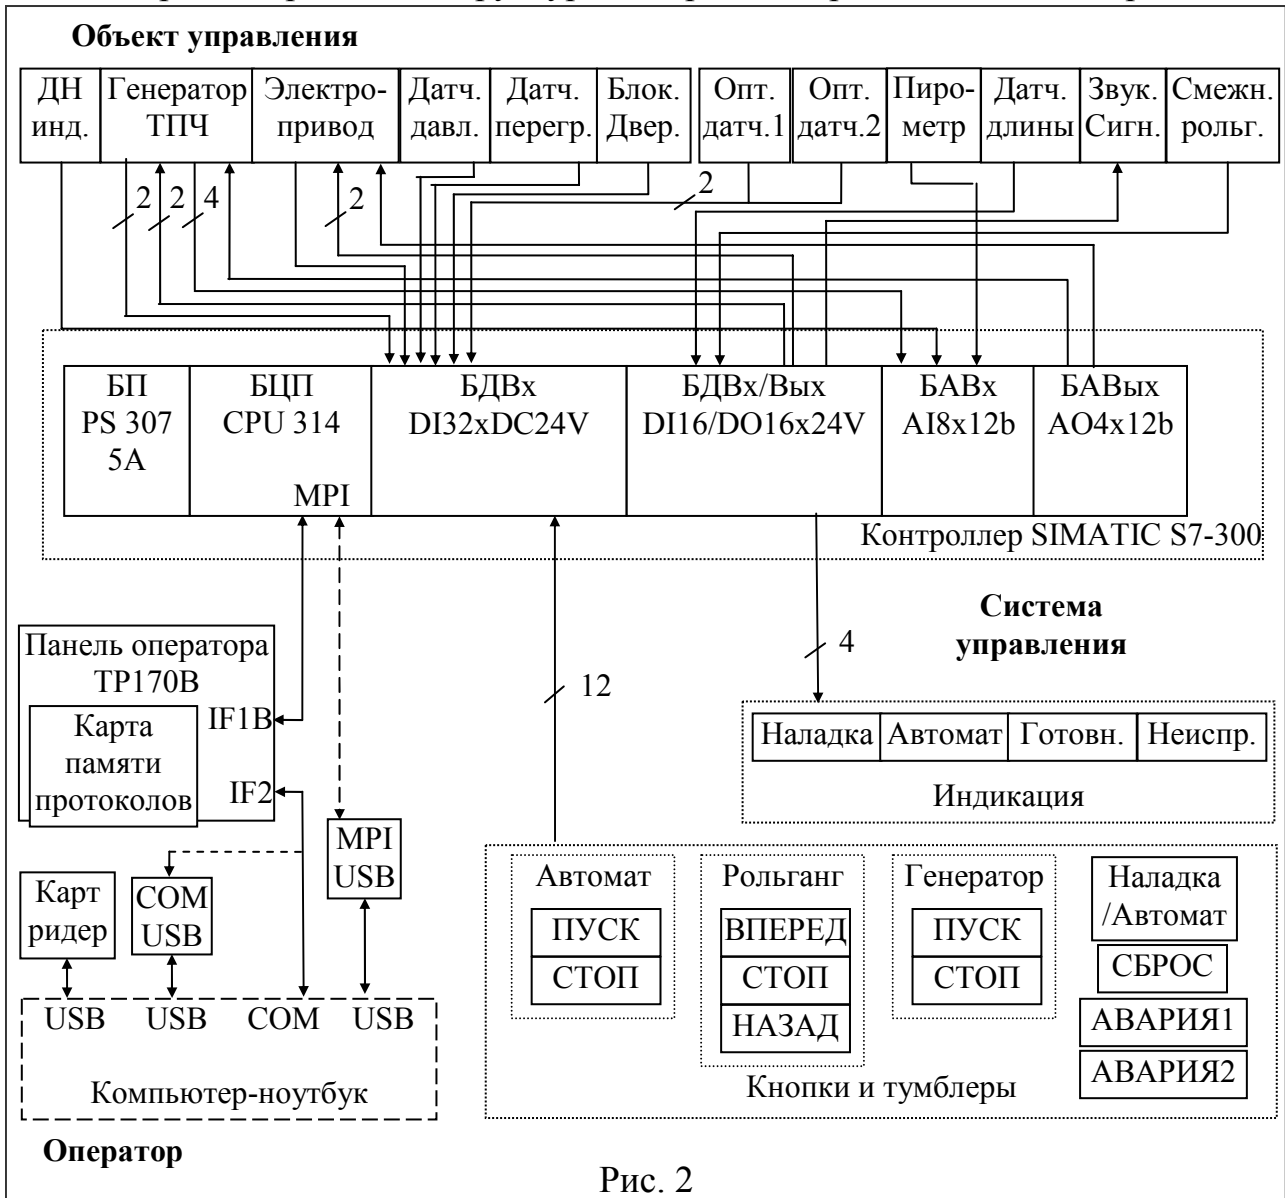 Объект управления
ДН
инд.
Генератор
ТПЧ
Электро-
привод
Датч.
давл.
Датч.
перегр.
Блок.
Двер.
Опт.
датч.1
Опт.
датч.2
Пиро-
метр
Датч.
длины
Звук.
Сигн.
Смежн.
рольг.
2
2
4
2
2
БП
PS 307
5А
БЦП
CPU 314
MPI
БДВх
DI32xDC24V
БДВх/Вых
DI16/DO16x24V
БАВх
AI8x12b
БАВых
AO4x12b
Контроллер SIMATIC S7-300
Система
управления
Панель оператора
TP170B
IF1B
Карта
памяти
протоколов
IF2
12
4
Наладка
Автомат
Готовн.
Неиспр.
Индикация
MPI
USB
Карт
ридер
COM
USB
USB
USB
COM
USB
Компьютер-ноутбук
Оператор
Автомат
ПУСК
СТОП
Рольганг
ВПЕРЕД
СТОП
НАЗАД
Генератор
ПУСК
СТОП
Наладка
/Автомат
СБРОС
АВАРИЯ1
АВАРИЯ2
Кнопки и тумблеры
Рис. 2